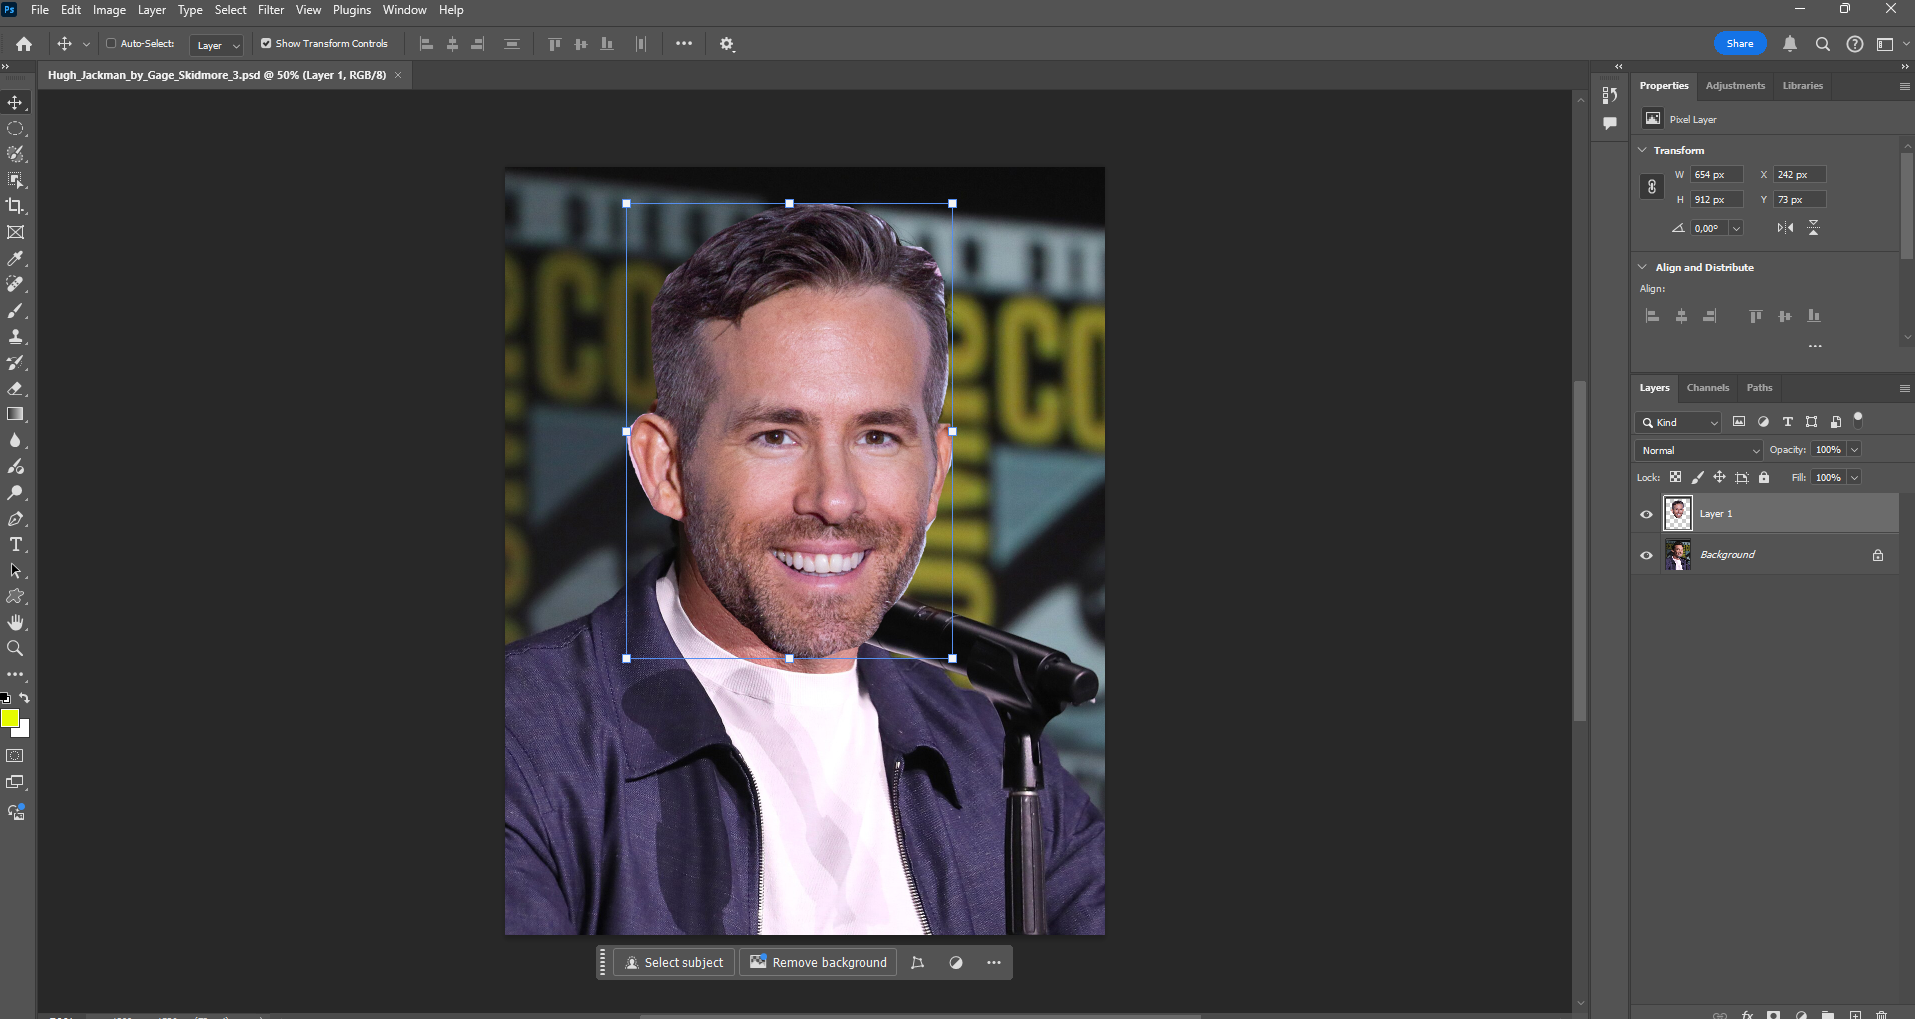 Ps File Edit Image Layer Type Select Filter View Plugins Window Help
Auto-Select: Layer Show Transform Controls Share
Hugh_Jackman_by_Gage_Skidmore_3.psd @ 50% (Layer 1, RGB/8)
Properties Adjustments Libraries
Pixel Layer
Transform
W 654 px X 242 px
H 912 px Y 73 px
0,00°
Align and Distribute
Align:
Layers Channels Paths
Kind
Normal Opacity: 100%
Lock: Fill: 100%
Layer 1
Background
CO
CO
Select subject Remove background
fx